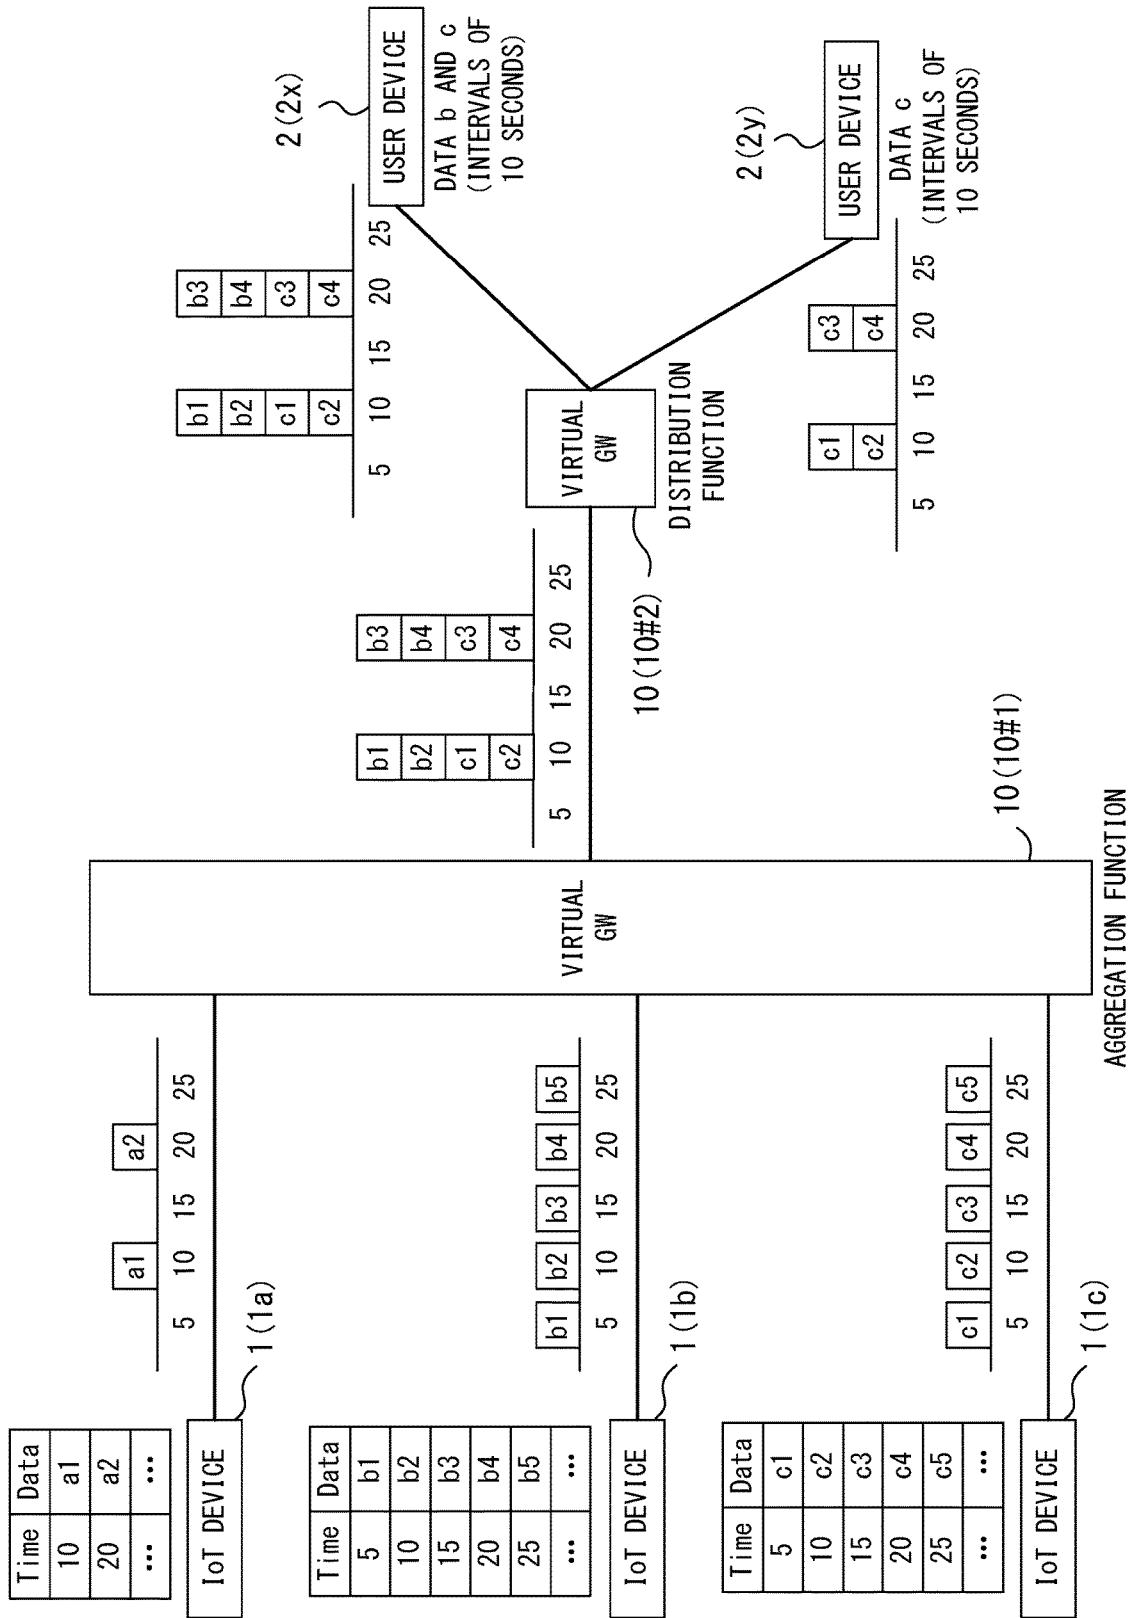 Time Data
10 a1
20 a2
... ...
IoT DEVICE
1(1a)
a1 a2
5 10 15 20 25
Time Data
5 b1
10 b2
15 b3
20 b4
25 b5
... ...
IoT DEVICE
1(1b)
b1 b2 b3 b4 b5
5 10 15 20 25
Time Data
5 c1
10 c2
15 c3
20 c4
25 c5
... ...
IoT DEVICE
1(1c)
c1 c2 c3 c4 c5
5 10 15 20 25
VIRTUAL
GW
10(10#1)
AGGREGATION FUNCTION
b1 b3
b2 b4
c1 c3
c2 c4
5 10 15 20 25
VIRTUAL
GW
10(10#2)
DISTRIBUTION
FUNCTION
b1 b3
b2 b4
c1 c3
c2 c4
5 10 15 20 25
2(2x)
USER DEVICE
DATA b AND c
(INTERVALS OF
10 SECONDS)
c1 c3
c2 c4
5 10 15 20 25
2(2y)
USER DEVICE
DATA c
(INTERVALS OF
10 SECONDS)